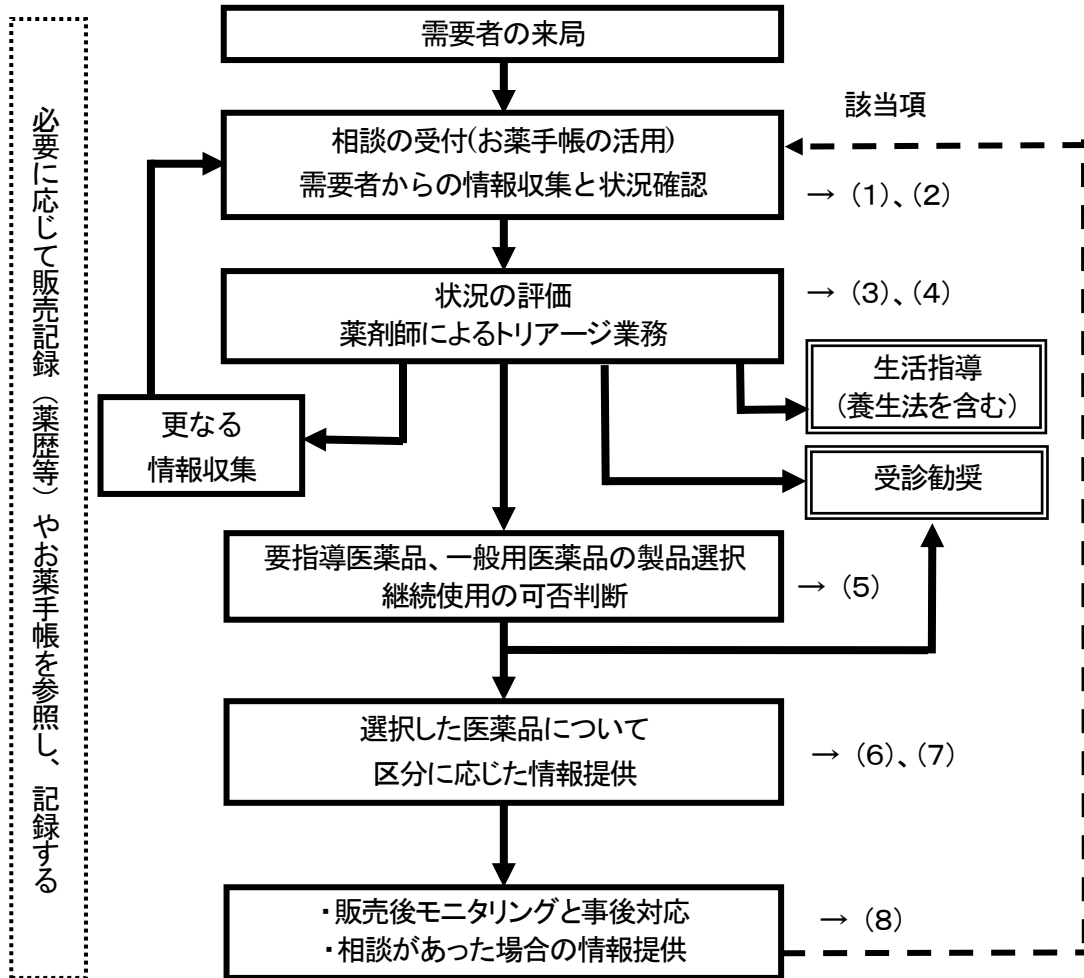 需要者の来局
該当項
相談の受付(お薬手帳の活用)
需要者からの情報収集と状況確認
→ (1)、(2)
状況の評価
薬剤師によるトリアージ業務
→ (3)、(4)
生活指導
(養生法を含む)
更なる
情報収集
受診勧奨
要指導医薬品、一般用医薬品の製品選択
継続使用の可否判断
→ (5)
選択した医薬品について
区分に応じた情報提供
→ (6)、(7)
・販売後モニタリングと事後対応
・相談があった場合の情報提供
→ (8)
必要に応じて販売記録(薬歴等)やお薬手帳を参照し、記録する